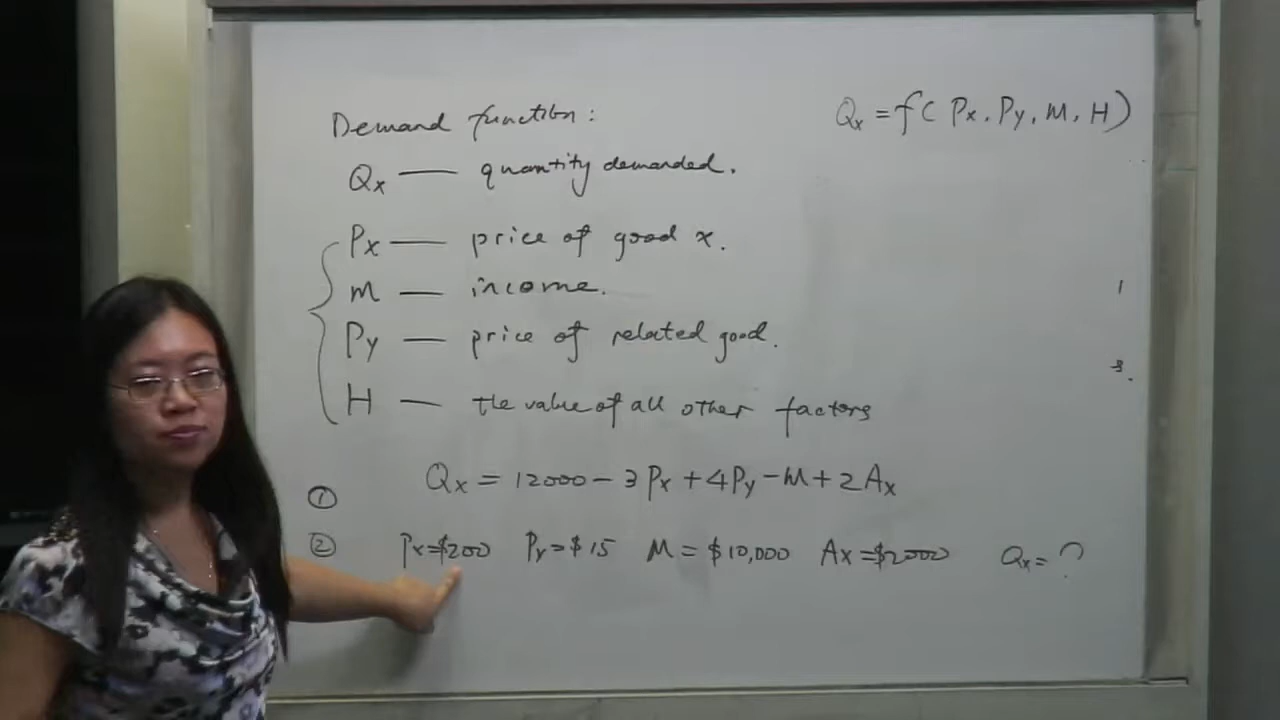 Demand function:
Qx = f( Px, Py, M, H)
Qx — quantity demanded.
Px — price of good x.
M — income.
Py — price of related good.
H — the value of all other factors
① Qx = 12000 - 3Px + 4Py - M + 2Ax
② Px=$200 Py=$15 M = $10,000 Ax=$2000 Qx= ?